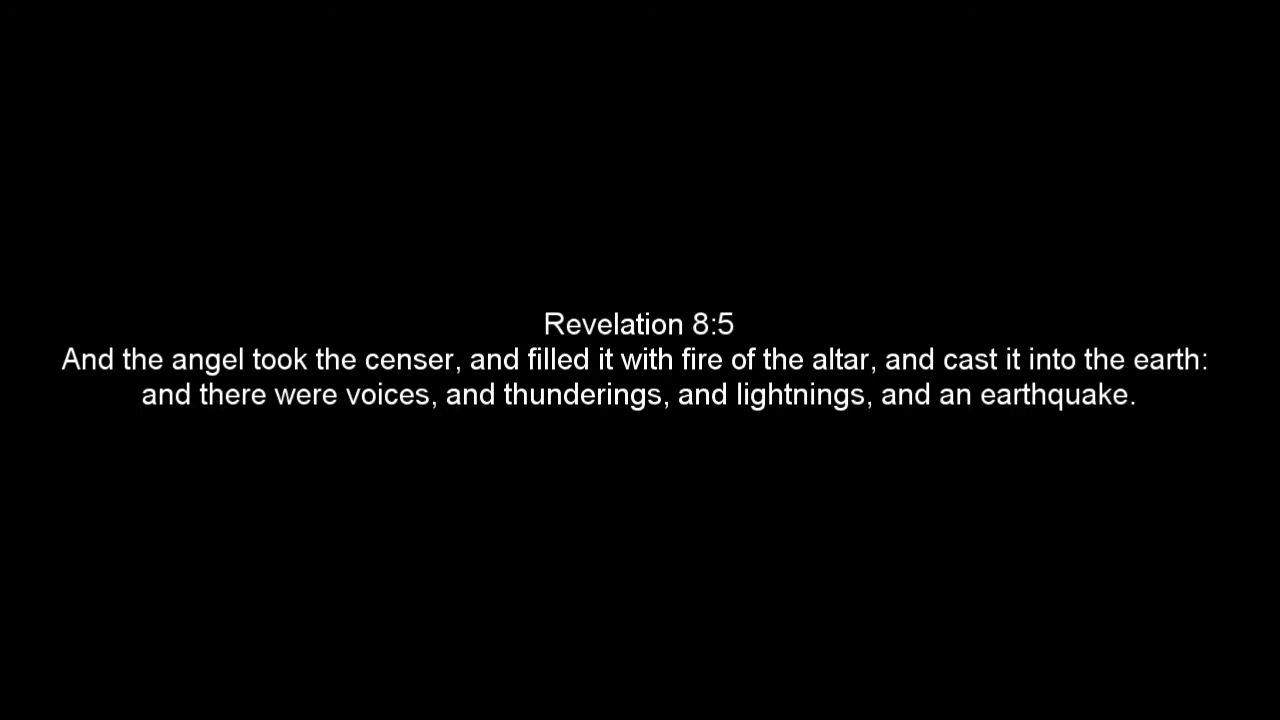 Revelation 8:5
And the angel took the censer, and filled it with fire of the altar, and cast it into the earth:
and there were voices, and thunderings, and lightnings, and an earthquake.